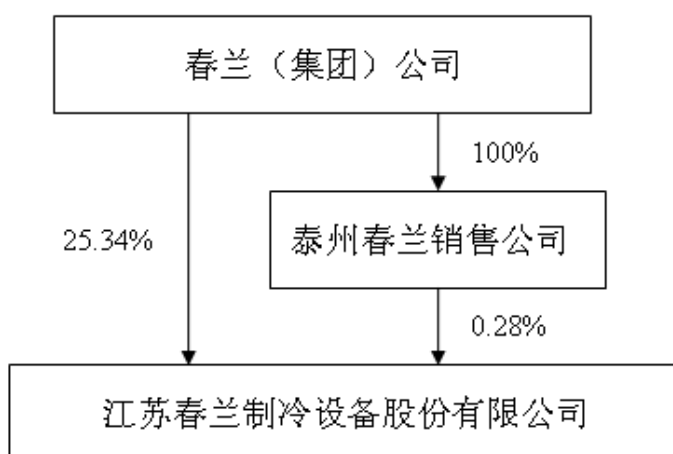 春兰（集团）公司
100%
25.34%
泰州春兰销售公司
0.28%
江苏春兰制冷设备股份有限公司